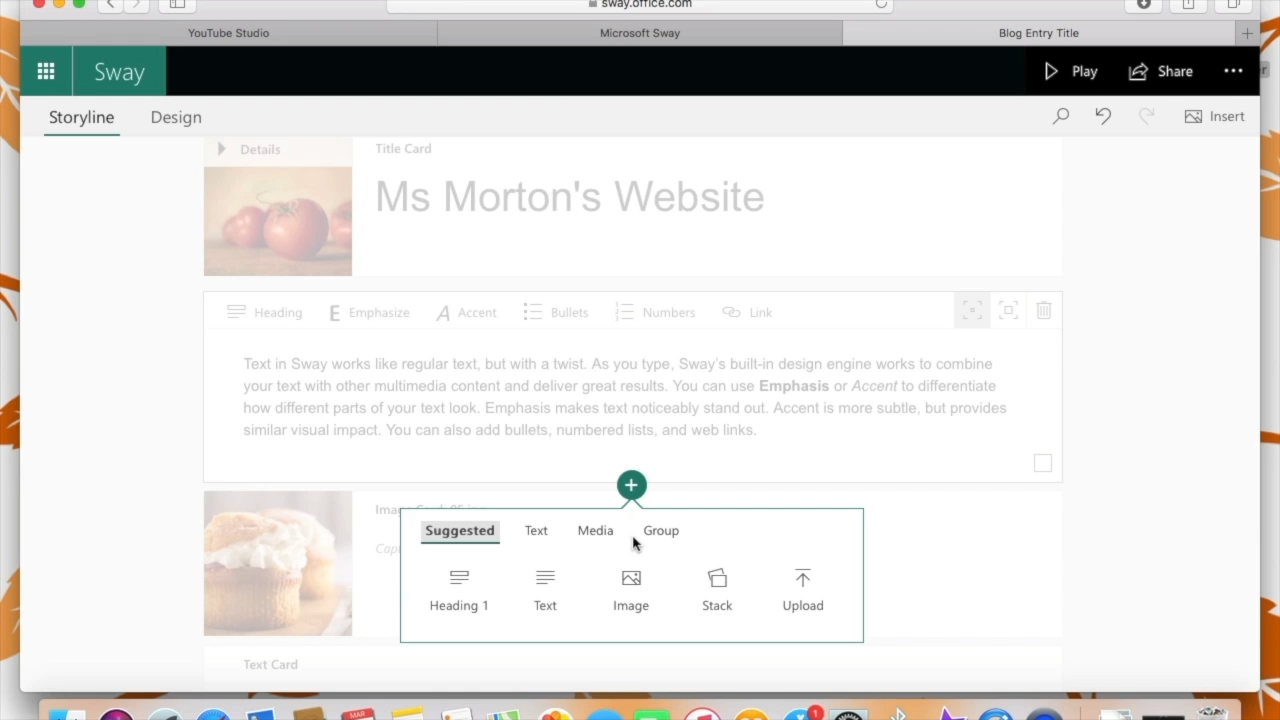 sway.office.com
YouTube Studio
Microsoft Sway
Blog Entry Title
Sway
Play
Share
Storyline
Design
Insert
Details
Title Card
Ms Morton's Website
Heading
E Emphasize
A Accent
Bullets
Numbers
Link
Text in Sway works like regular text, but with a twist. As you type, Sway's built-in design engine works to combine
your text with other multimedia content and deliver great results. You can use Emphasis or Accent to differentiate
how different parts of your text look. Emphasis makes text noticeably stand out. Accent is more subtle, but provides
similar visual impact. You can also add bullets, numbered lists, and web links.
Suggested
Text
Media
Group
Heading 1
Text
Image
Stack
Upload
Text Card
MAR
1